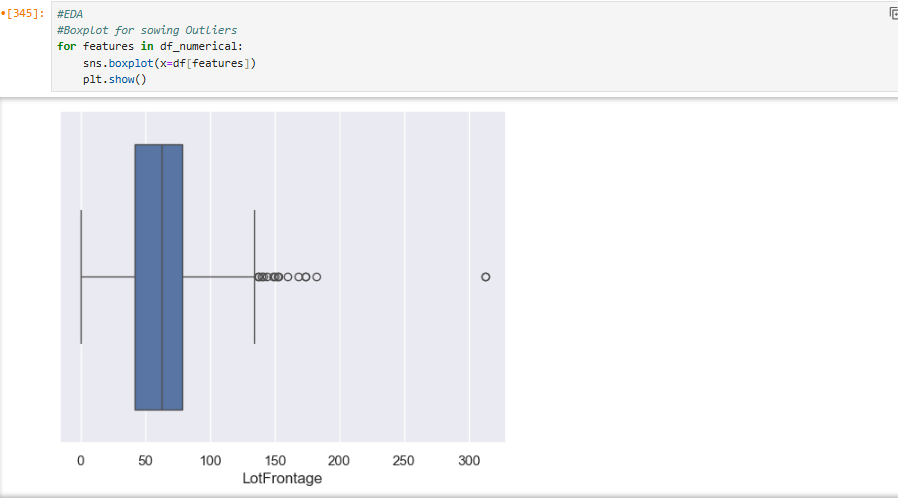 [345]: #EDA
#Boxplot for sowing Outliers
for features in df_numerical:
    sns.boxplot(x=df[features])
    plt.show()
0 50 100 150 200 250 300
LotFrontage